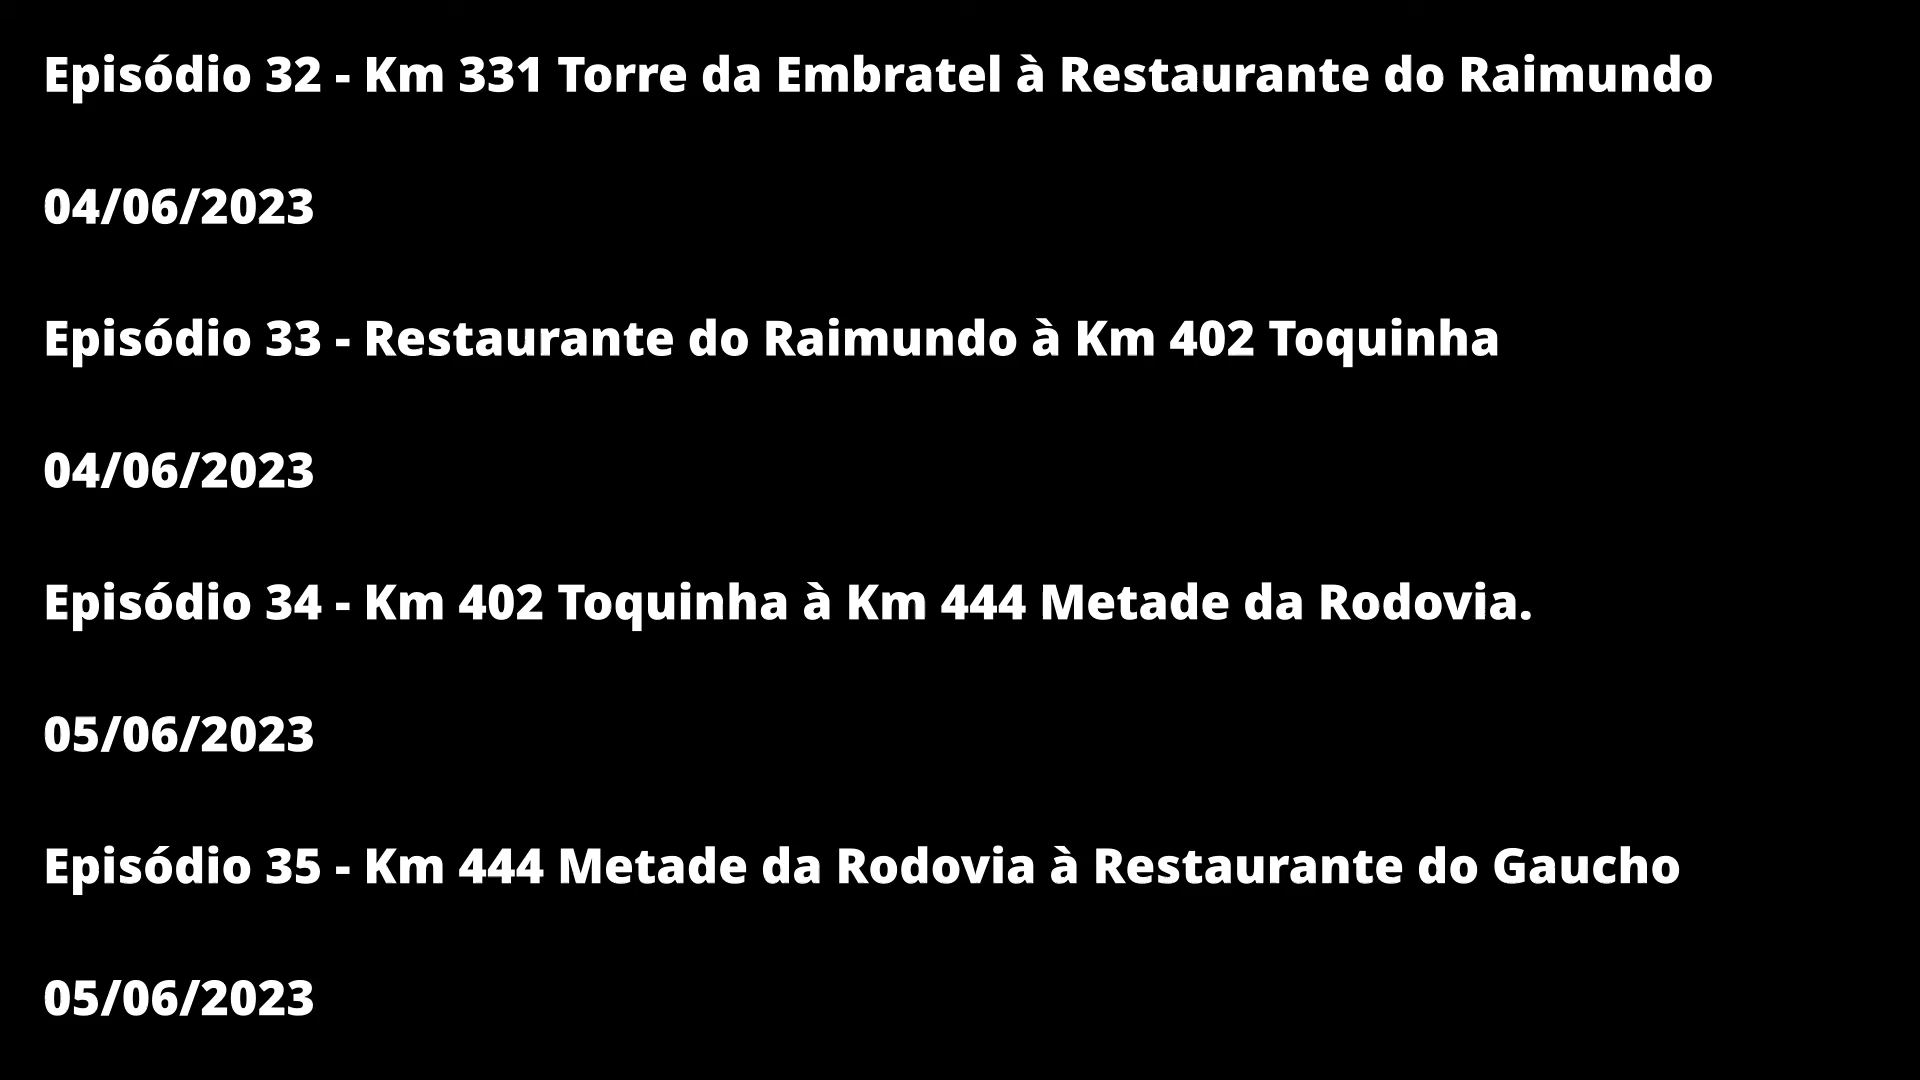 Episódio 32 - Km 331 Torre da Embratel à Restaurante do Raimundo
04/06/2023
Episódio 33 - Restaurante do Raimundo à Km 402 Toquinha
04/06/2023
Episódio 34 - Km 402 Toquinha à Km 444 Metade da Rodovia.
05/06/2023
Episódio 35 - Km 444 Metade da Rodovia à Restaurante do Gaucho
05/06/2023